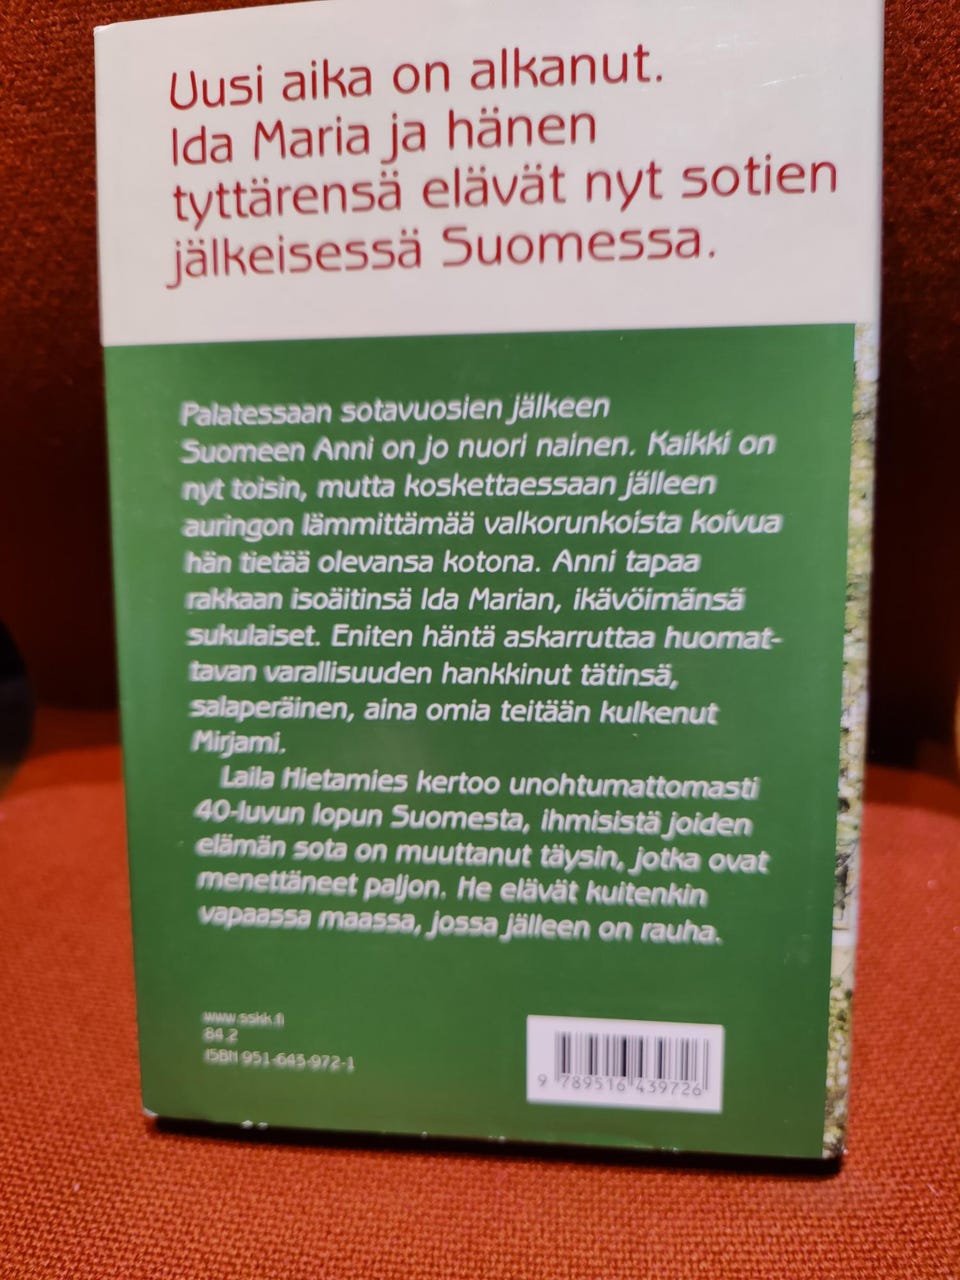 Uusi aika on alkanut.
Ida Maria ja hänen
tyttärensä elävät nyt sotien
jälkeisessä Suomessa.
Palatessaan sotavuosien jälkeen
Suomeen Anni on jo nuori nainen. Kaikki on
nyt toisin, mutta koskettaessaan jälleen
auringon lämmittämää valkorunkoista koivua
hän tietää olevansa kotona. Anni tapaa
rakkaan isoäitinsä Ida Marian, ikävöimänsä
sukulaiset. Eniten häntä askarruttaa huomat-
tavan varallisuuden hankkinut tätinsä,
salaperäinen, aina omia teitään kulkenut
Mirjami.
Laila Hietamies kertoo unohtumattomasti
40-luvun lopun Suomesta, ihmisistä joiden
elämän sota on muuttanut täysin, jotka ovat
menettäneet paljon. He elävät kuitenkin
vapaassa maassa, jossa jälleen on rauha.
www.sskk.fi
84.2
ISBN 951-643-972-1
9 789516 439726